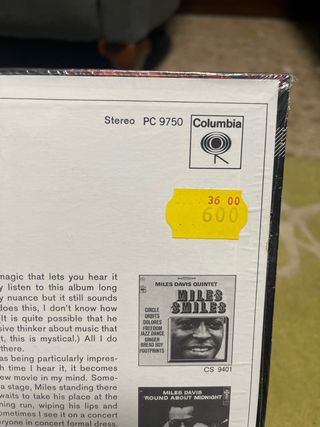 Stereo PC 9750
Columbia
36 00
600
magic that lets you hear it
listen to this album long
nuance but it still sounds
does this, I don't know how
It is quite possible that he
sive thinker about music that
t, this is mystical.) All I do
there.
as being particularly impres-
h time I hear it, it becomes
new movie in my mind. Some-
a stage, Miles standing there
waits to take his place at the
ning run, wiping his lips and
ometimes I see it on a concert
everyone in concert formal dress.
MILES DAVIS QUINTET
MILES
SMILES
CIRCLE
ORBITS
DOLORES
FREEDOM
JAZZ DANCE
GINGER
BREAD BOY
FOOTPRINTS
CS 9401
MILES DAVIS
'ROUND ABOUT MIDNIGHT